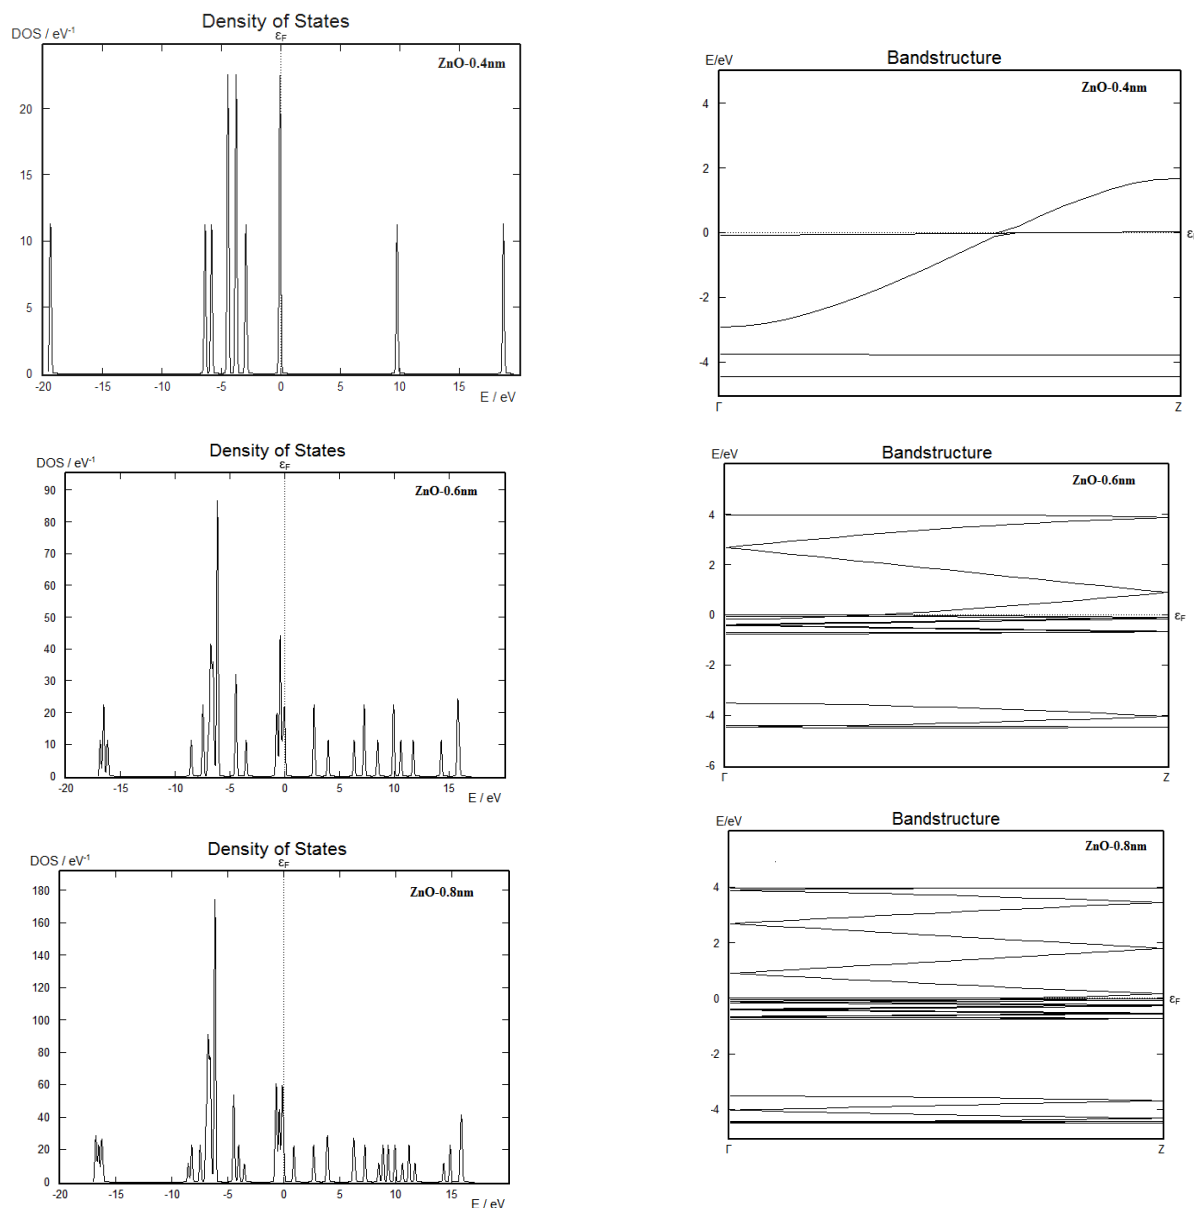 Density of States
DOS / eV-1
εF
ZnO-0.4nm
20
15
10
5
0
-20 -15 -10 -5 0 5 10 15
E / eV
Bandstructure
E/eV
ZnO-0.4nm
4
2
0
-2
-4
ε
Γ Z
Density of States
DOS / eV-1
εF
ZnO-0.6nm
90
80
70
60
50
40
30
20
10
0
-20 -15 -10 -5 0 5 10 15
E / eV
Bandstructure
E/eV
ZnO-0.6nm
4
2
0
-2
-4
-6
εF
Γ Z
Density of States
DOS / eV-1
εF
ZnO-0.8nm
180
160
140
120
100
80
60
40
20
0
-20 -15 -10 -5 0 5 10 15
E / eV
Bandstructure
E/eV
ZnO-0.8nm
4
2
0
-2
-4
εF
Γ Z